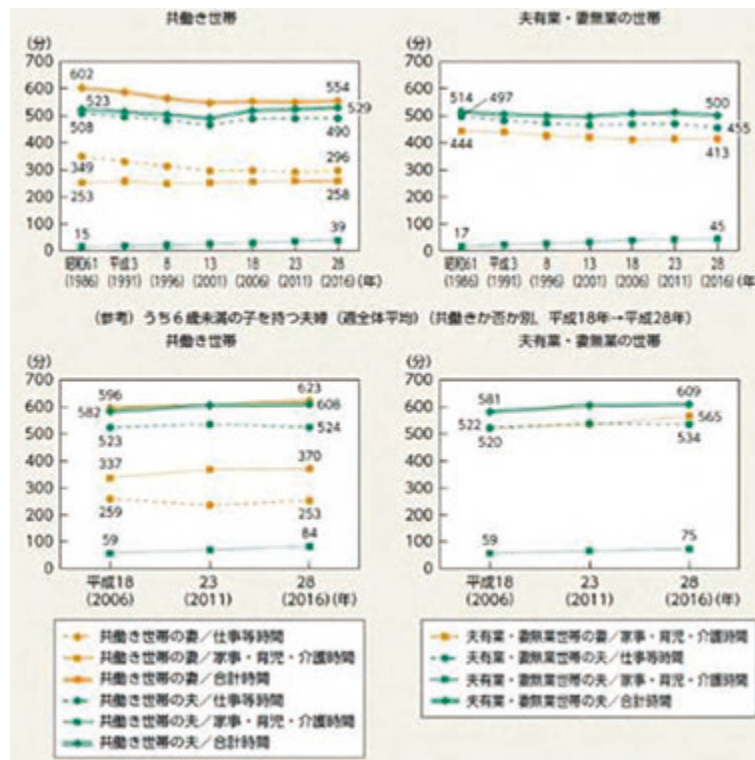 共働き世帯
夫有業・妻無業の世帯
(分)
700
600
500
400
300
200
100
0
602
523
508
349
253
15
554
529
490
296
258
39
昭和61 平成3 8 13 18 23 28
(1986) (1991) (1996) (2001) (2006) (2011) (2016) (年)
(分)
700
600
500
400
300
200
100
0
514
497
444
17
500
455
413
45
昭和61 平成3 8 13 18 23 28
(1986) (1991) (1996) (2001) (2006) (2011) (2016) (年)
(参考) うち6歳未満の子を持つ夫婦 (週全体平均) (共働きか否か別, 平成18年→平成28年)
共働き世帯
夫有業・妻無業の世帯
(分)
700
600
500
400
300
200
100
0
596
582
523
337
259
59
623
608
524
370
253
84
平成18 23 28
(2006) (2011) (2016) (年)
(分)
700
600
500
400
300
200
100
0
581
522
520
59
609
565
534
75
平成18 23 28
(2006) (2011) (2016) (年)
共働き世帯の妻/仕事等時間
共働き世帯の妻/家事・育児・介護時間
共働き世帯の妻/合計時間
共働き世帯の夫/仕事等時間
共働き世帯の夫/家事・育児・介護時間
共働き世帯の夫/合計時間
夫有業・妻無業世帯の妻/家事・育児・介護時間
夫有業・妻無業世帯の夫/仕事等時間
夫有業・妻無業世帯の夫/家事・育児・介護時間
夫有業・妻無業世帯の夫/合計時間